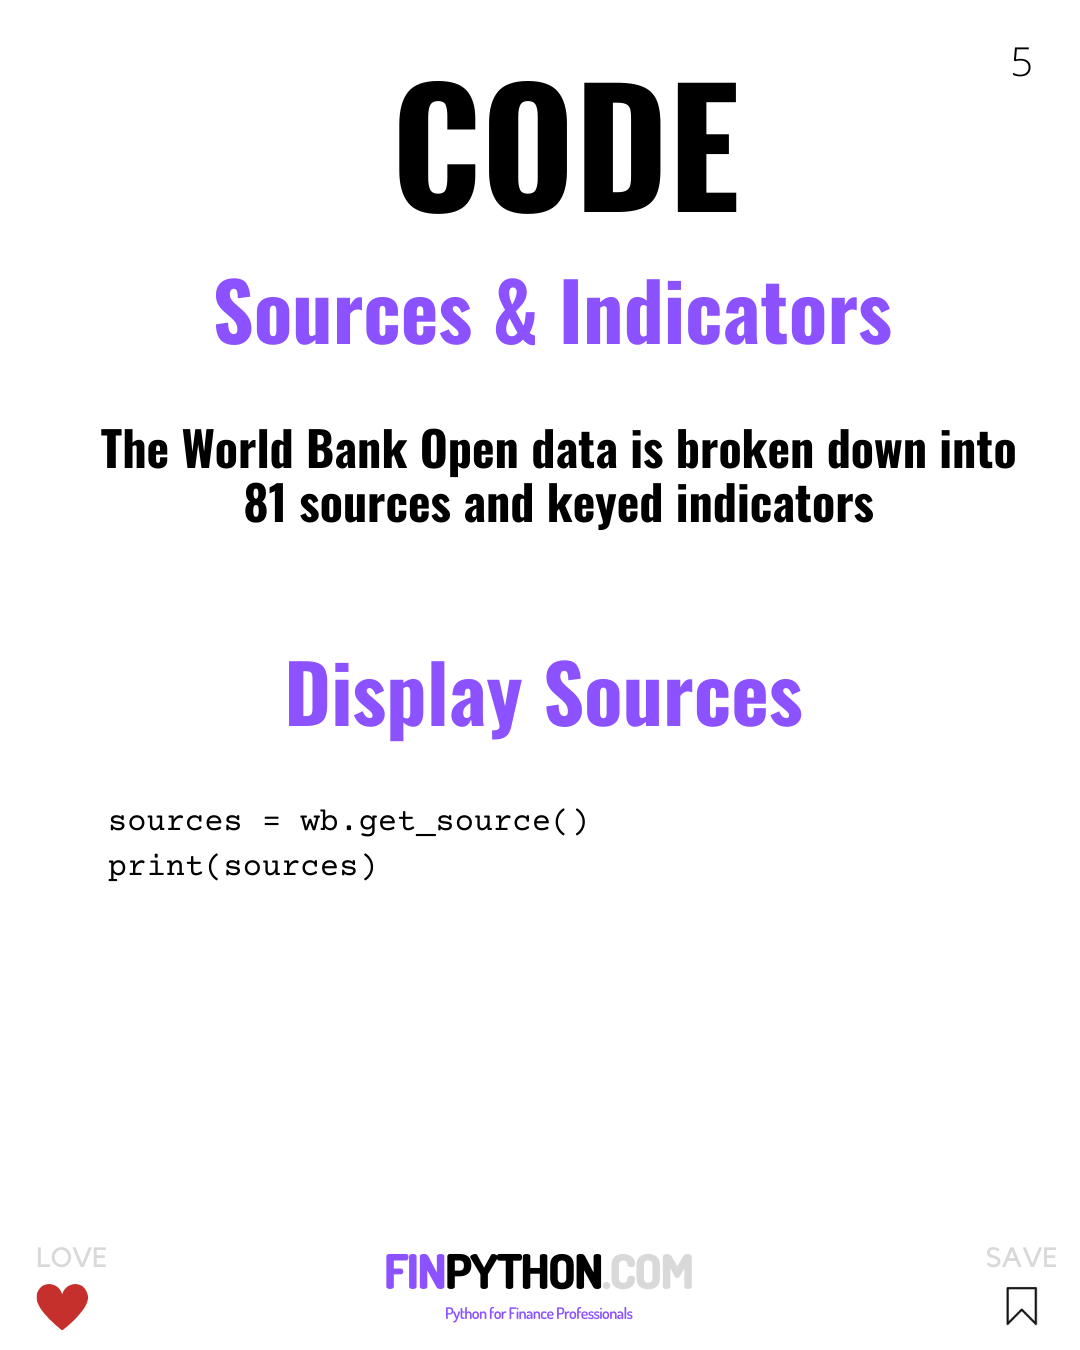 5
CODE
Sources & Indicators
The World Bank Open data is broken down into
81 sources and keyed indicators
Display Sources
sources = wb.get_source()
print(sources)
LOVE
FINPYTHON.COM
Python for Finance Professionals
SAVE